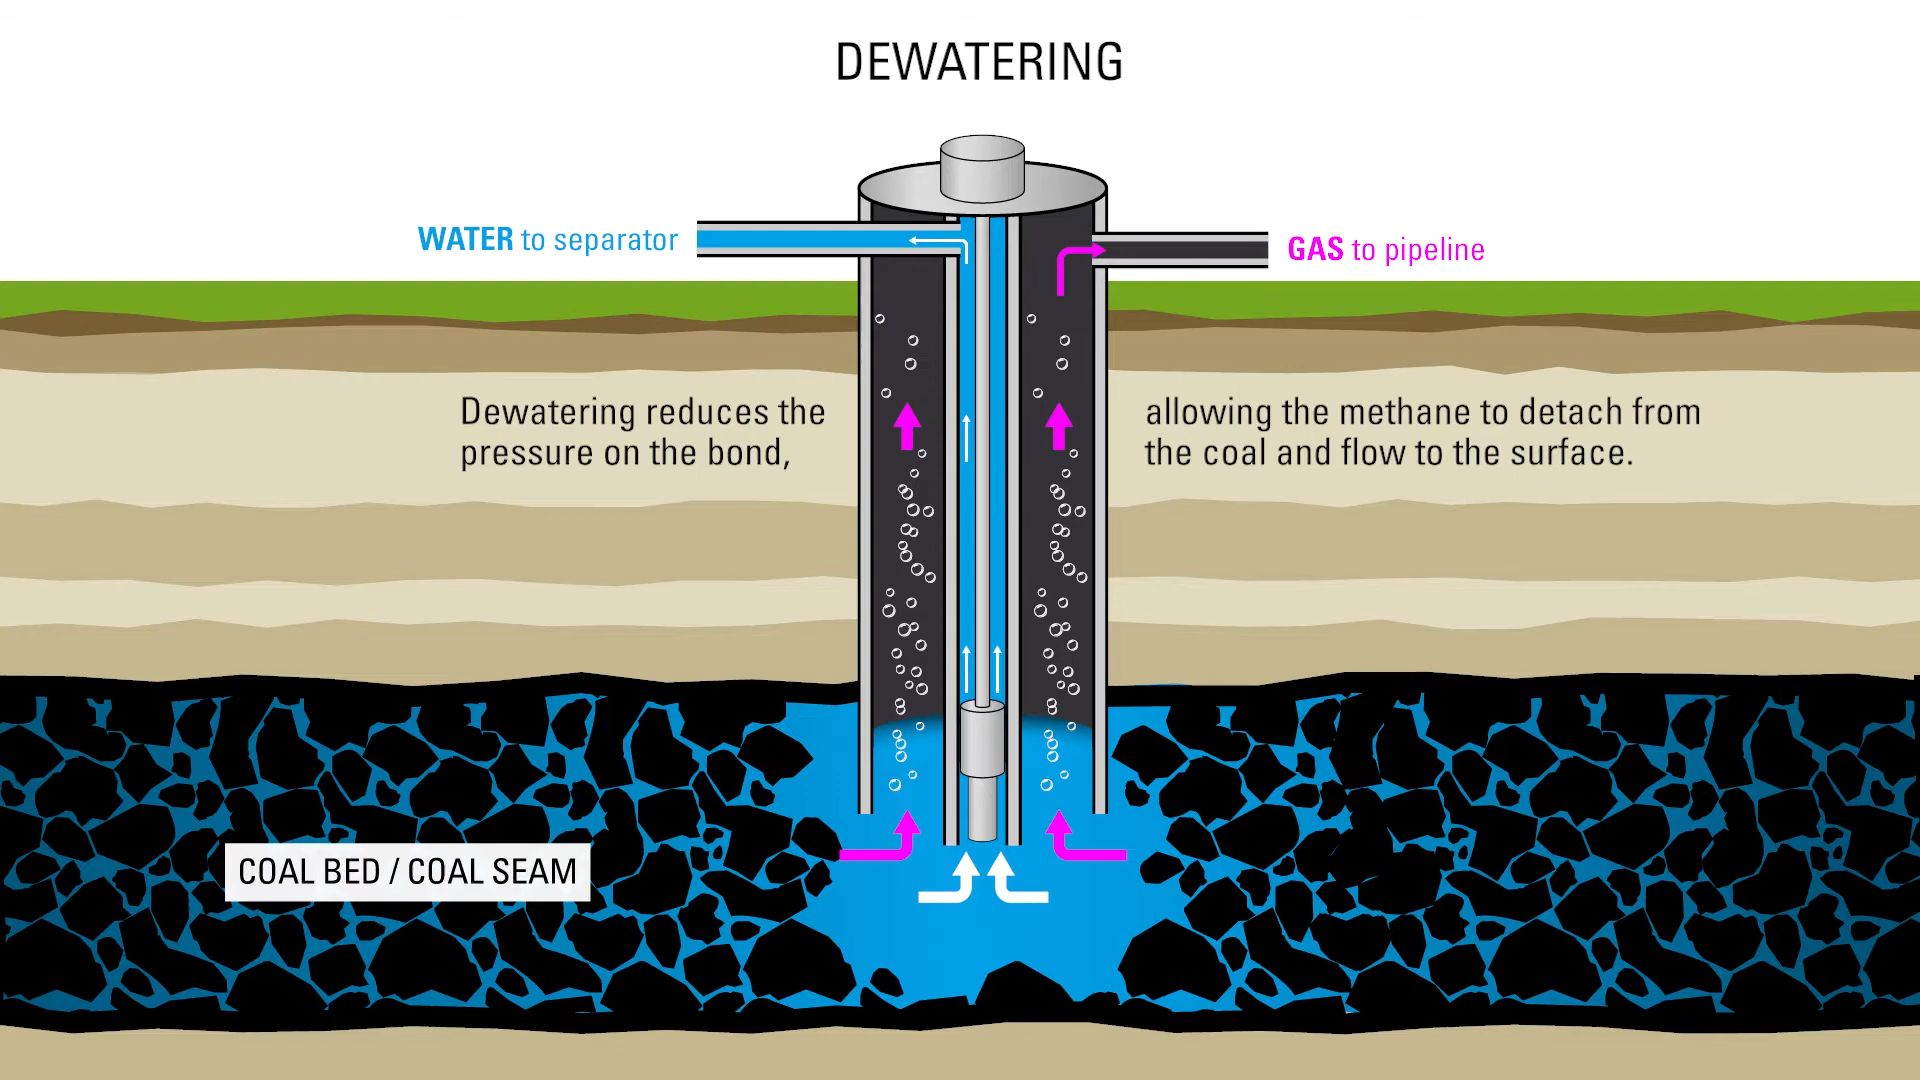 DEWATERING
WATER to separator
GAS to pipeline
Dewatering reduces the
pressure on the bond,
allowing the methane to detach from
the coal and flow to the surface.
COAL BED / COAL SEAM